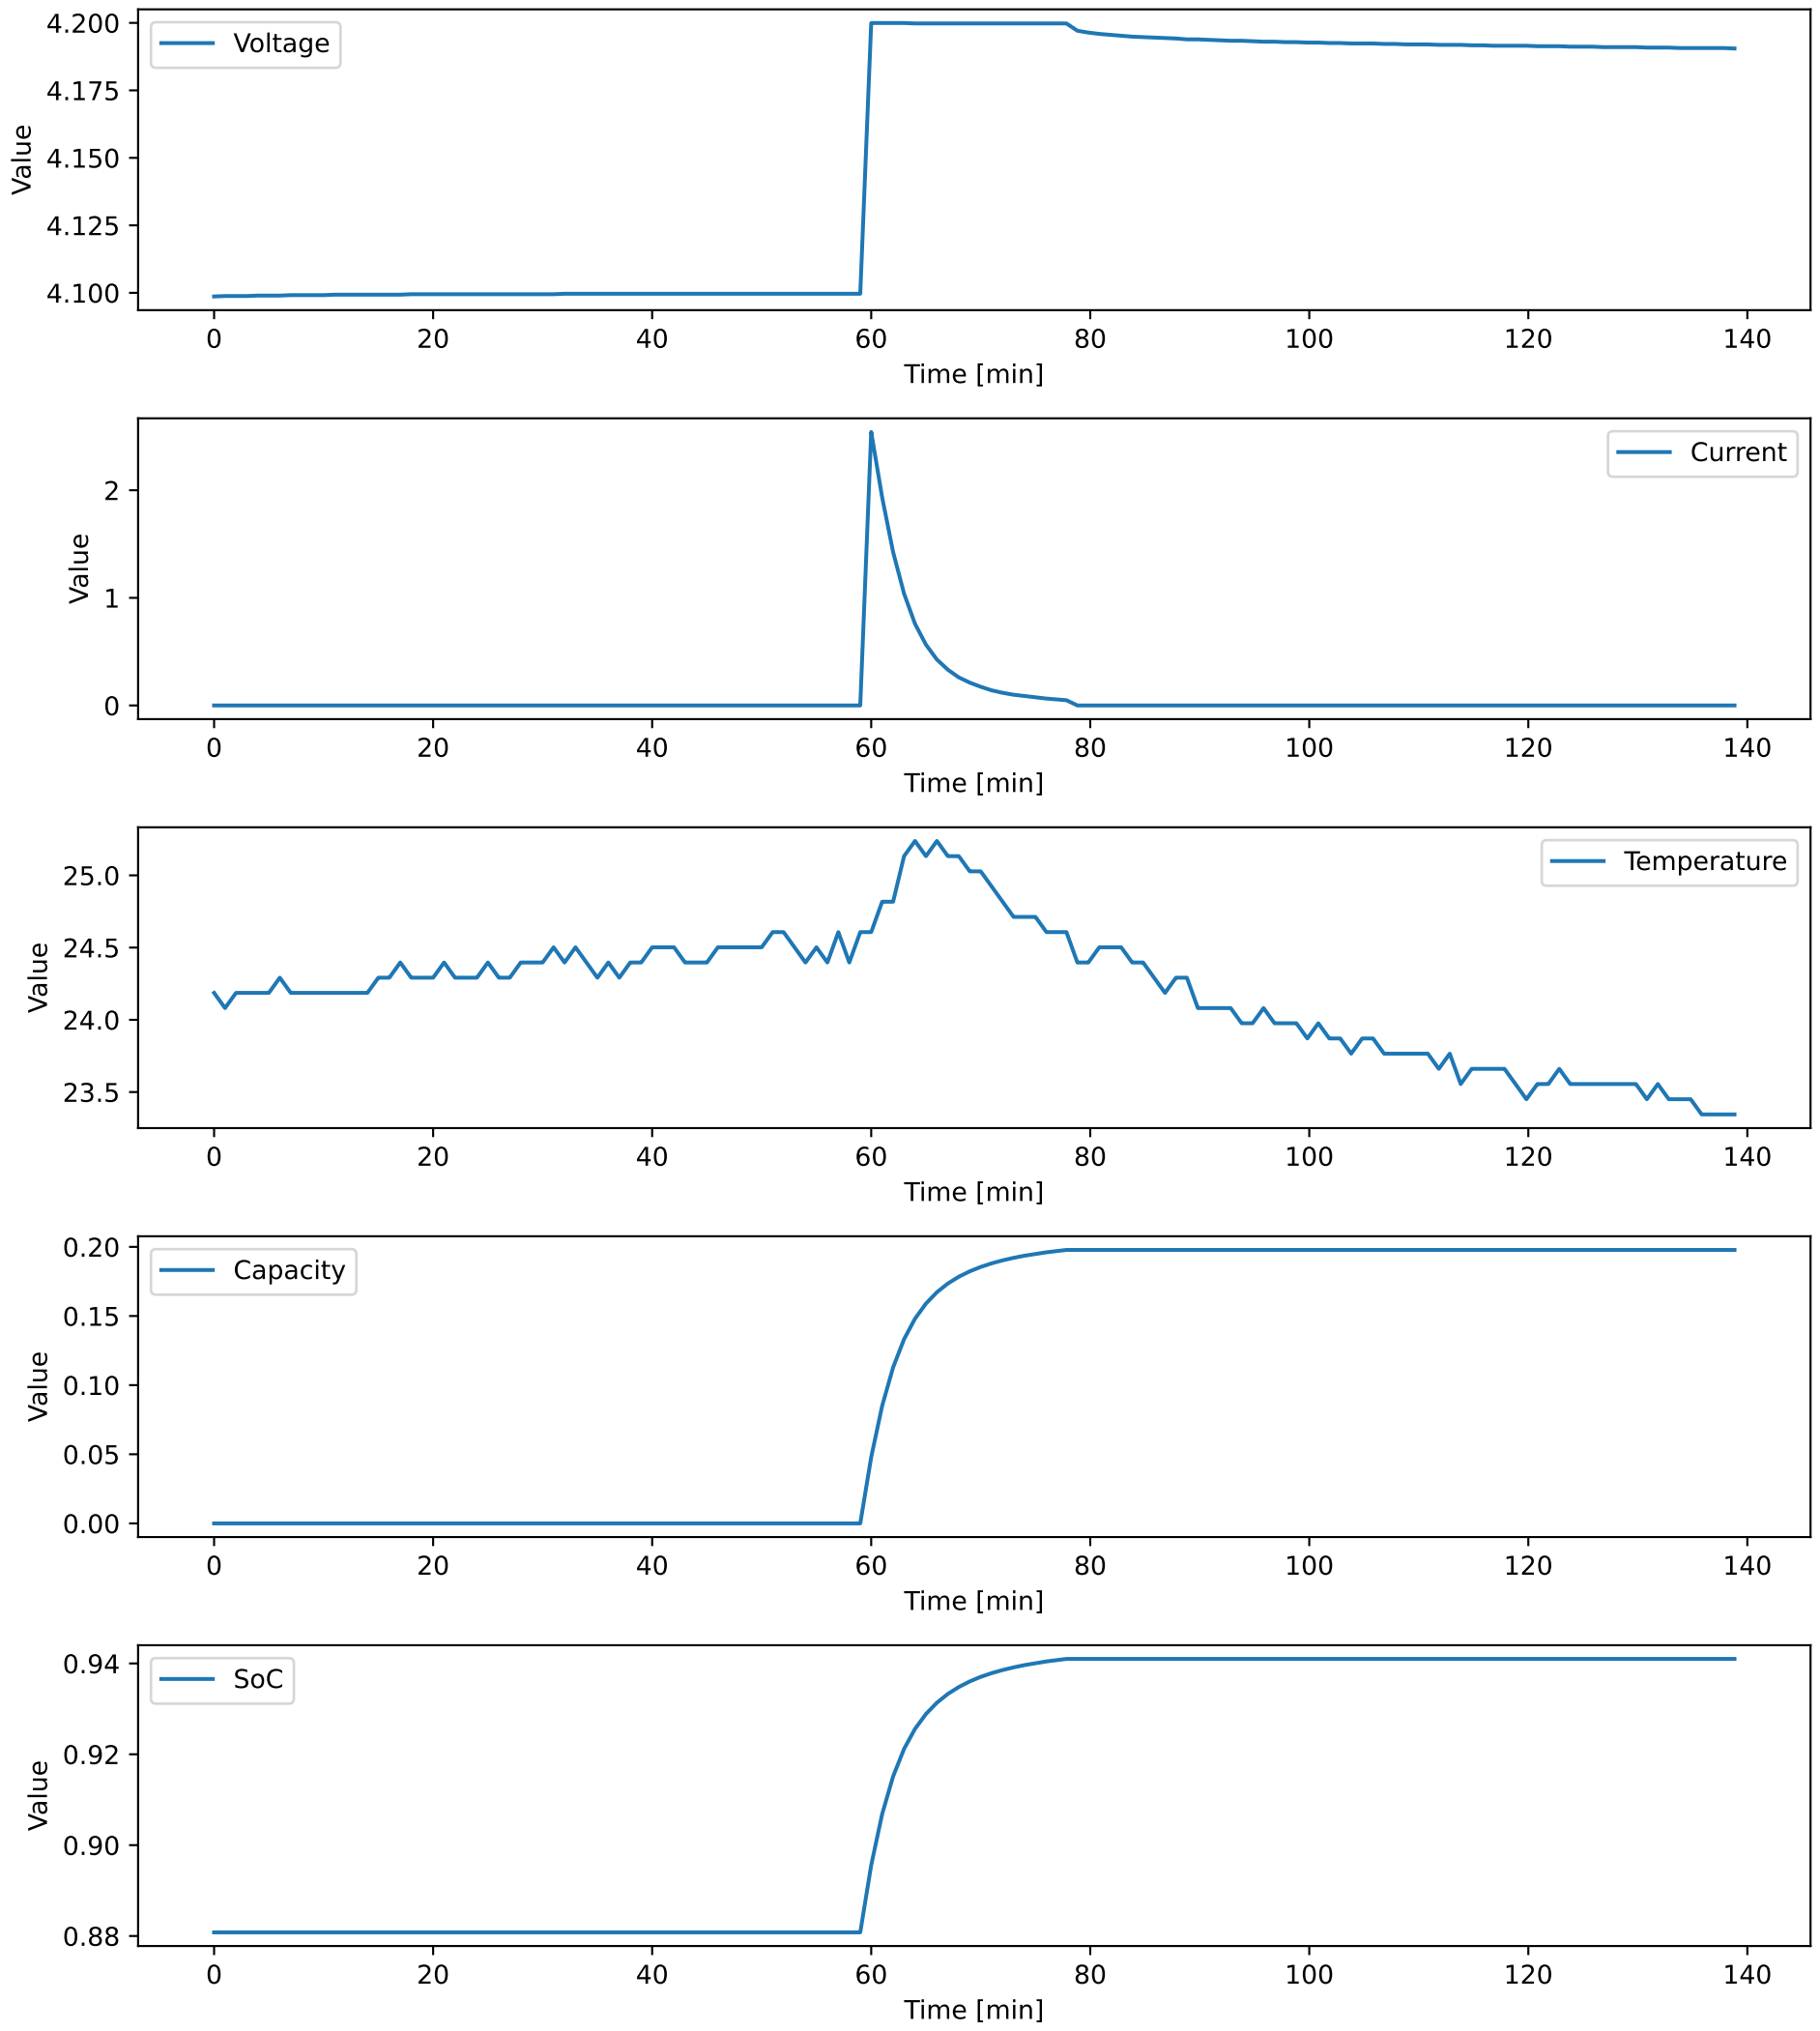 4.200
4.175
4.150
4.125
4.100
Value
Voltage
0 20 40 60 80 100 120 140
Time [min]
2
1
0
Value
Current
0 20 40 60 80 100 120 140
Time [min]
25.0
24.5
24.0
23.5
Value
Temperature
0 20 40 60 80 100 120 140
Time [min]
0.20
0.15
0.10
0.05
0.00
Value
Capacity
0 20 40 60 80 100 120 140
Time [min]
0.94
0.92
0.90
0.88
Value
SoC
0 20 40 60 80 100 120 140
Time [min]